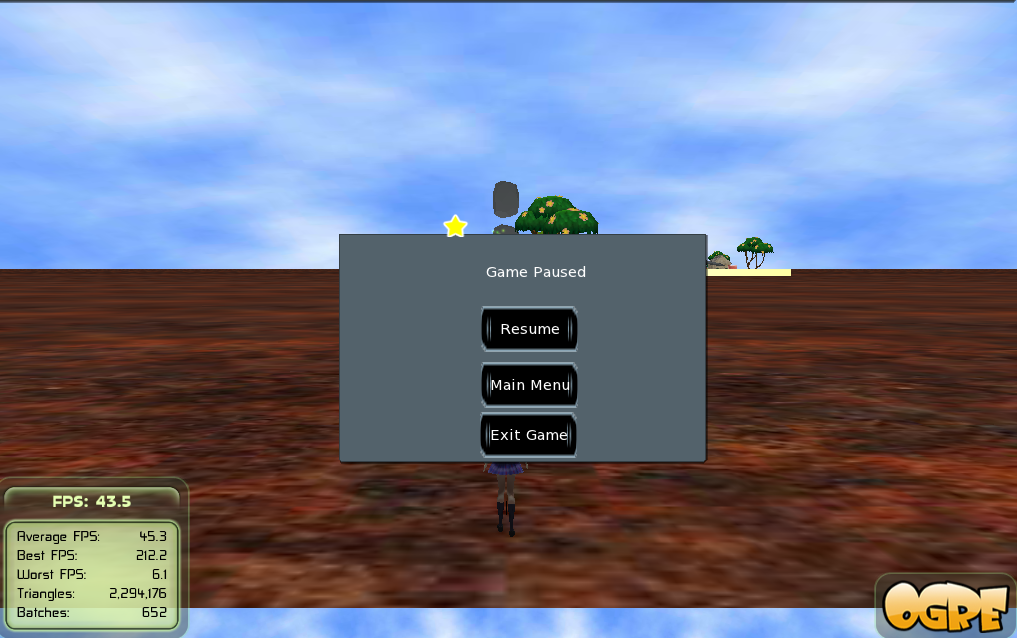 Game Paused
Resume
Main Menu
Exit Game
FPS: 43.5
Average FPS: 45.3
Best FPS: 212.2
Worst FPS: 6.1
Triangles: 2,294,176
Batches: 652
OGRE